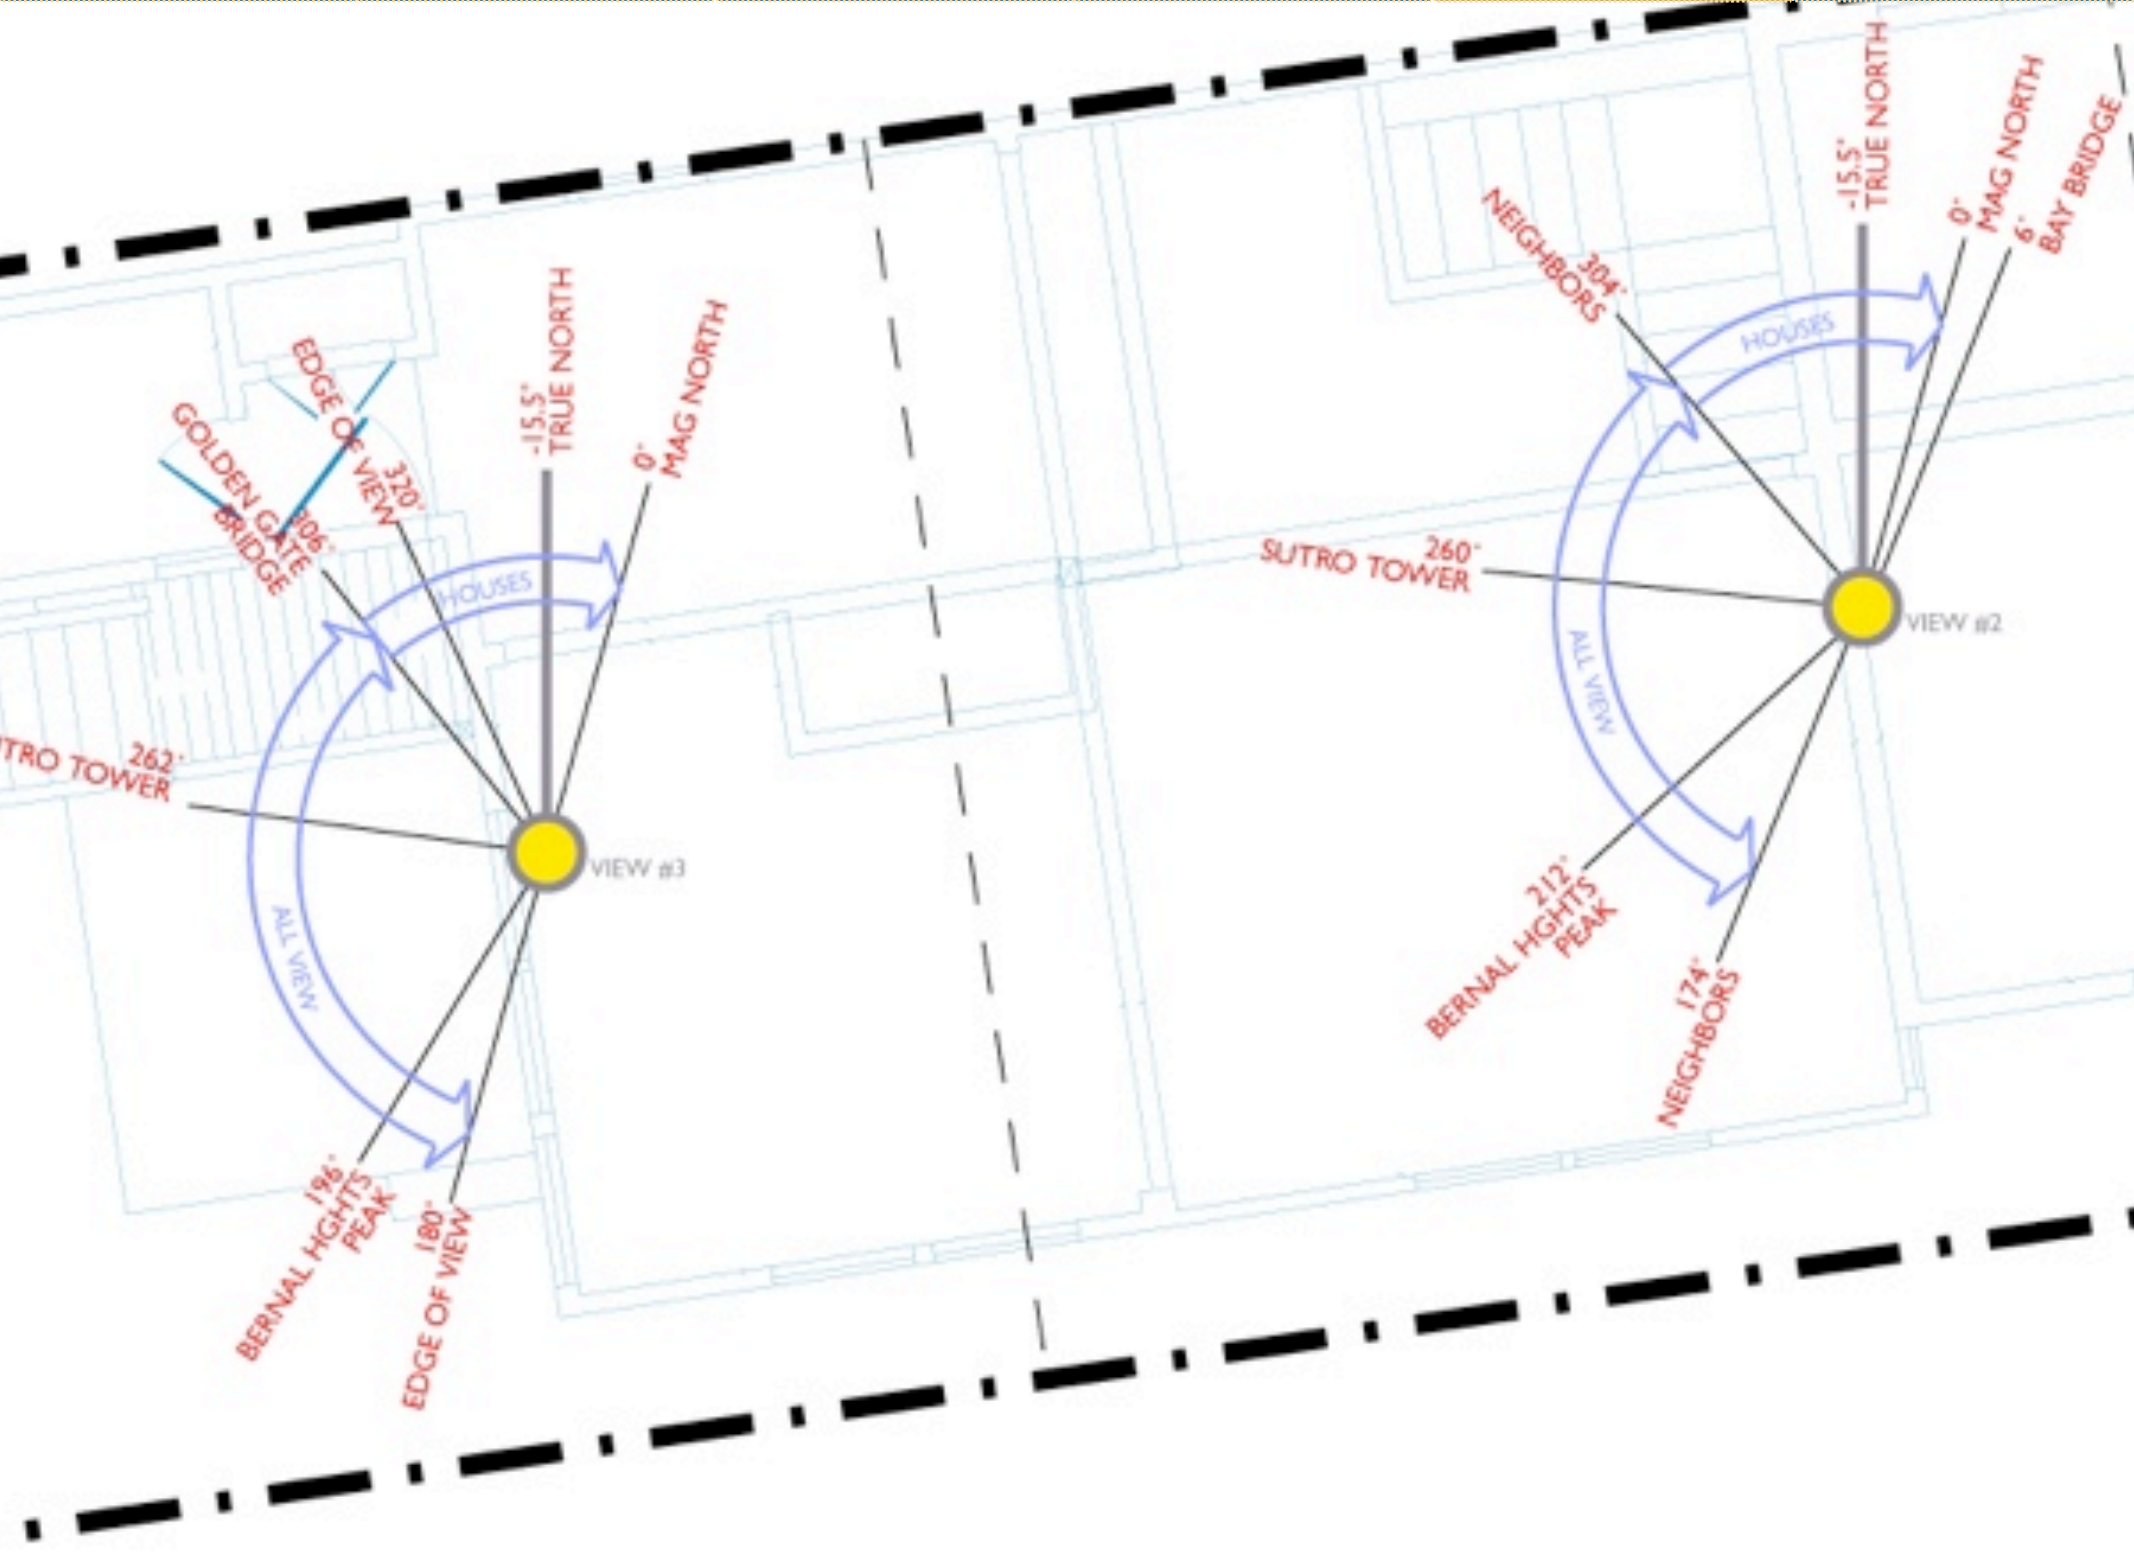 EDGE OF VIEW
320°
GOLDEN GATE
BRIDGE
306°
-15.5°
TRUE NORTH
0°
MAG NORTH
HOUSES
262°
TOWER
ALL VIEW
VIEW #3
196°
BERNAL HGHTS
PEAK
180°
EDGE OF VIEW
NEIGHBORS
304°
-15.5°
TRUE NORTH
0°
MAG NORTH
6°
BAY BRIDGE
HOUSES
260°
SUTRO TOWER
ALL VIEW
VIEW #2
212°
BERNAL HGHTS
PEAK
174°
NEIGHBORS